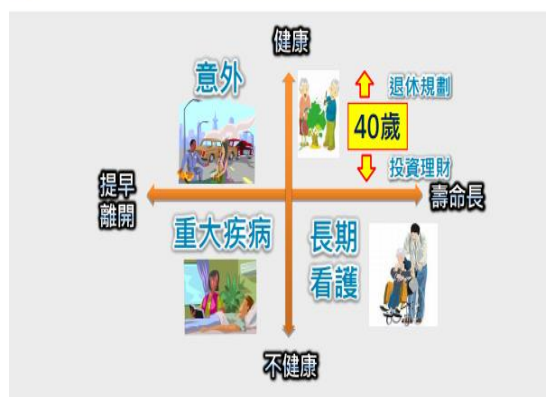 健康
意外
退休規劃
40歲
投資理財
提早
離開
壽命長
重大疾病
長期
看護
不健康